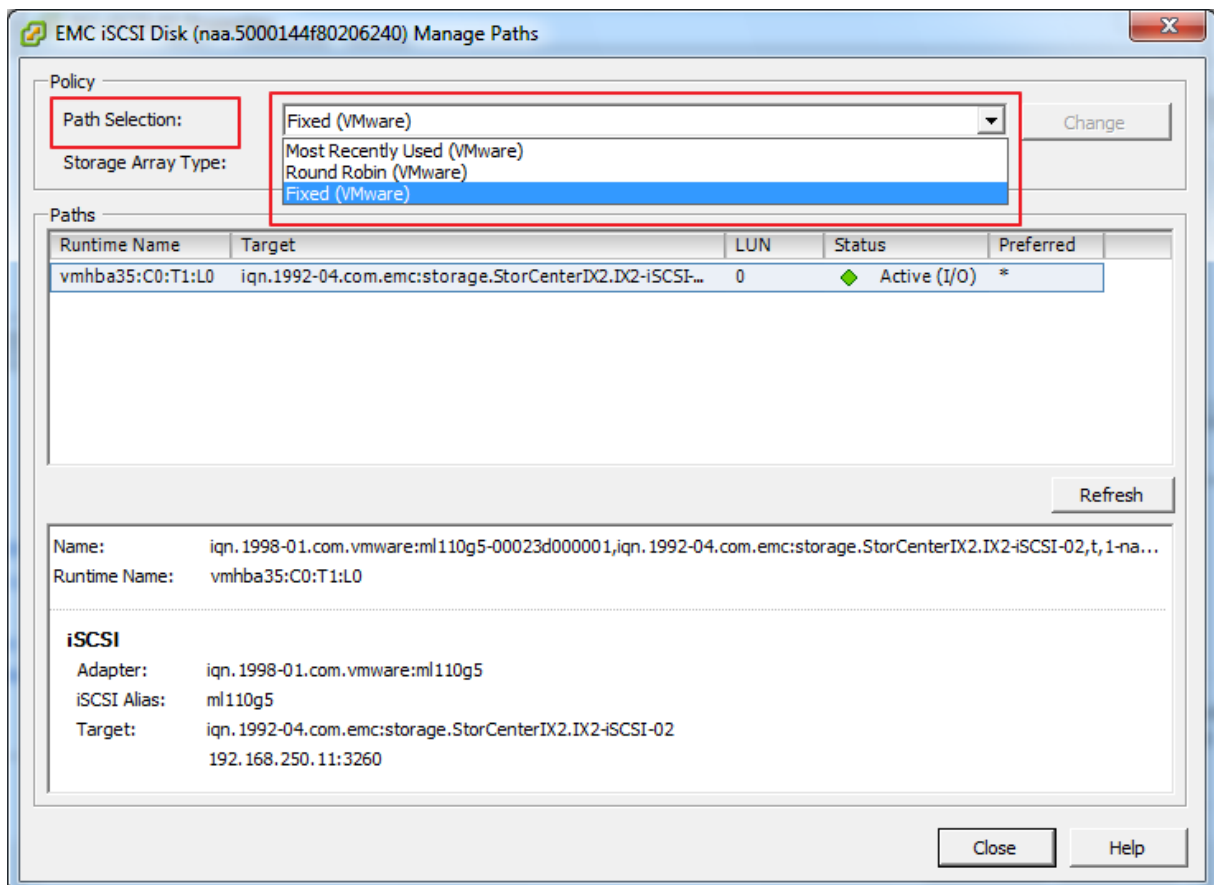 EMC iSCSI Disk (naa.5000144f80206240) Manage Paths
Policy
Path Selection:
Fixed (VMware)
Change
Most Recently Used (VMware)
Round Robin (VMware)
Fixed (VMware)
Storage Array Type:
Paths
Runtime Name Target LUN Status Preferred
vmhba35:C0:T1:L0 iqn.1992-04.com.emc:storage.StorCenterIX2.IX2-iSCSI-... 0 Active (I/O) *
Refresh
Name: iqn.1998-01.com.vmware:ml110g5-00023d000001,iqn.1992-04.com.emc:storage.StorCenterIX2.IX2-iSCSI-02,t,1-na...
Runtime Name: vmhba35:C0:T1:L0
iSCSI
Adapter: iqn.1998-01.com.vmware:ml110g5
iSCSI Alias: ml110g5
Target: iqn.1992-04.com.emc:storage.StorCenterIX2.IX2-iSCSI-02
192.168.250.11:3260
Close Help